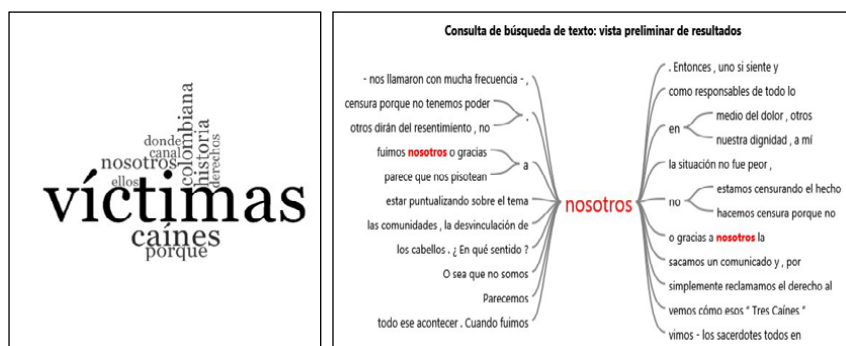 colombiana
historia
derechos
donde
canal
nosotros
ellos
víctimas
caínes
porque
Consulta de búsqueda de texto: vista preliminar de resultados
- nos llamaron con mucha frecuencia - ,
censura porque no tenemos poder
otros dirán del resentimiento , no
.
fuimos nosotros o gracias
parece que nos pisotean
a
estar puntualizando sobre el tema
las comunidades , la desvinculación de
los cabellos . ¿ En qué sentido ?
O sea que no somos
Parecemos
todo ese acontecer . Cuando fuimos
nosotros
. Entonces , uno si siente y
como responsables de todo lo
en
medio del dolor , otros
nuestra dignidad , a mí
la situación no fue peor ,
no
estamos censurando el hecho
hacemos censura porque no
o gracias a nosotros la
sacamos un comunicado y , por
simplemente reclamamos el derecho al
vemos cómo esos " Tres Caínes "
vimos - los sacerdotes todos en